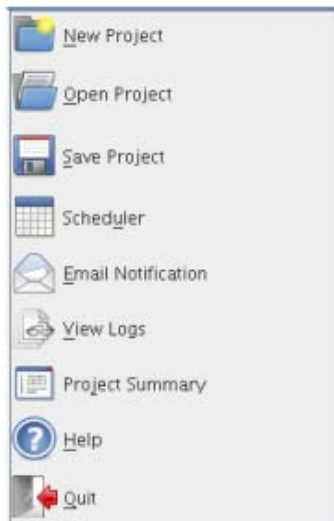 New Project
Open Project
Save Project
Scheduler
Email Notification
View Logs
Project Summary
Help
Quit